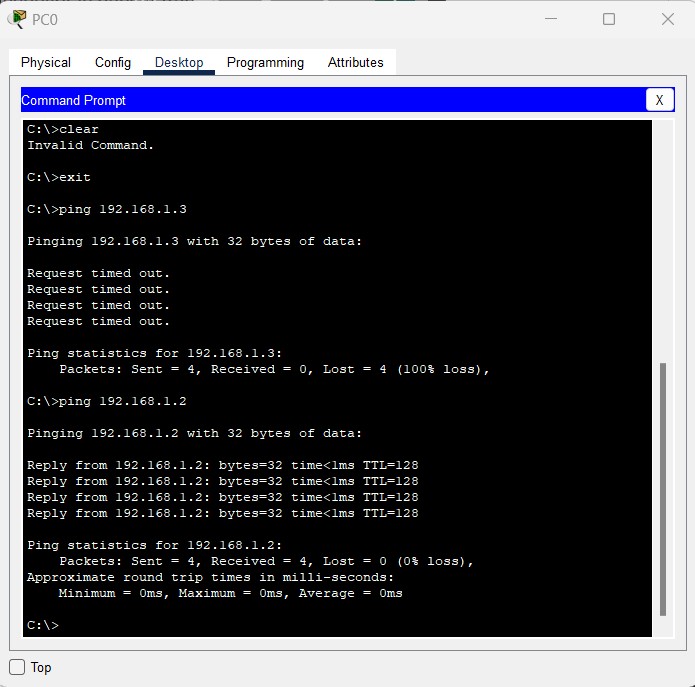 PC0
Physical Config Desktop Programming Attributes
Command Prompt X
C:\>clear
Invalid Command.
C:\>exit
C:\>ping 192.168.1.3
Pinging 192.168.1.3 with 32 bytes of data:
Request timed out.
Request timed out.
Request timed out.
Request timed out.
Ping statistics for 192.168.1.3:
    Packets: Sent = 4, Received = 0, Lost = 4 (100% loss),
C:\>ping 192.168.1.2
Pinging 192.168.1.2 with 32 bytes of data:
Reply from 192.168.1.2: bytes=32 time<1ms TTL=128
Reply from 192.168.1.2: bytes=32 time<1ms TTL=128
Reply from 192.168.1.2: bytes=32 time<1ms TTL=128
Reply from 192.168.1.2: bytes=32 time<1ms TTL=128
Ping statistics for 192.168.1.2:
    Packets: Sent = 4, Received = 4, Lost = 0 (0% loss),
Approximate round trip times in milli-seconds:
    Minimum = 0ms, Maximum = 0ms, Average = 0ms
C:\>
Top